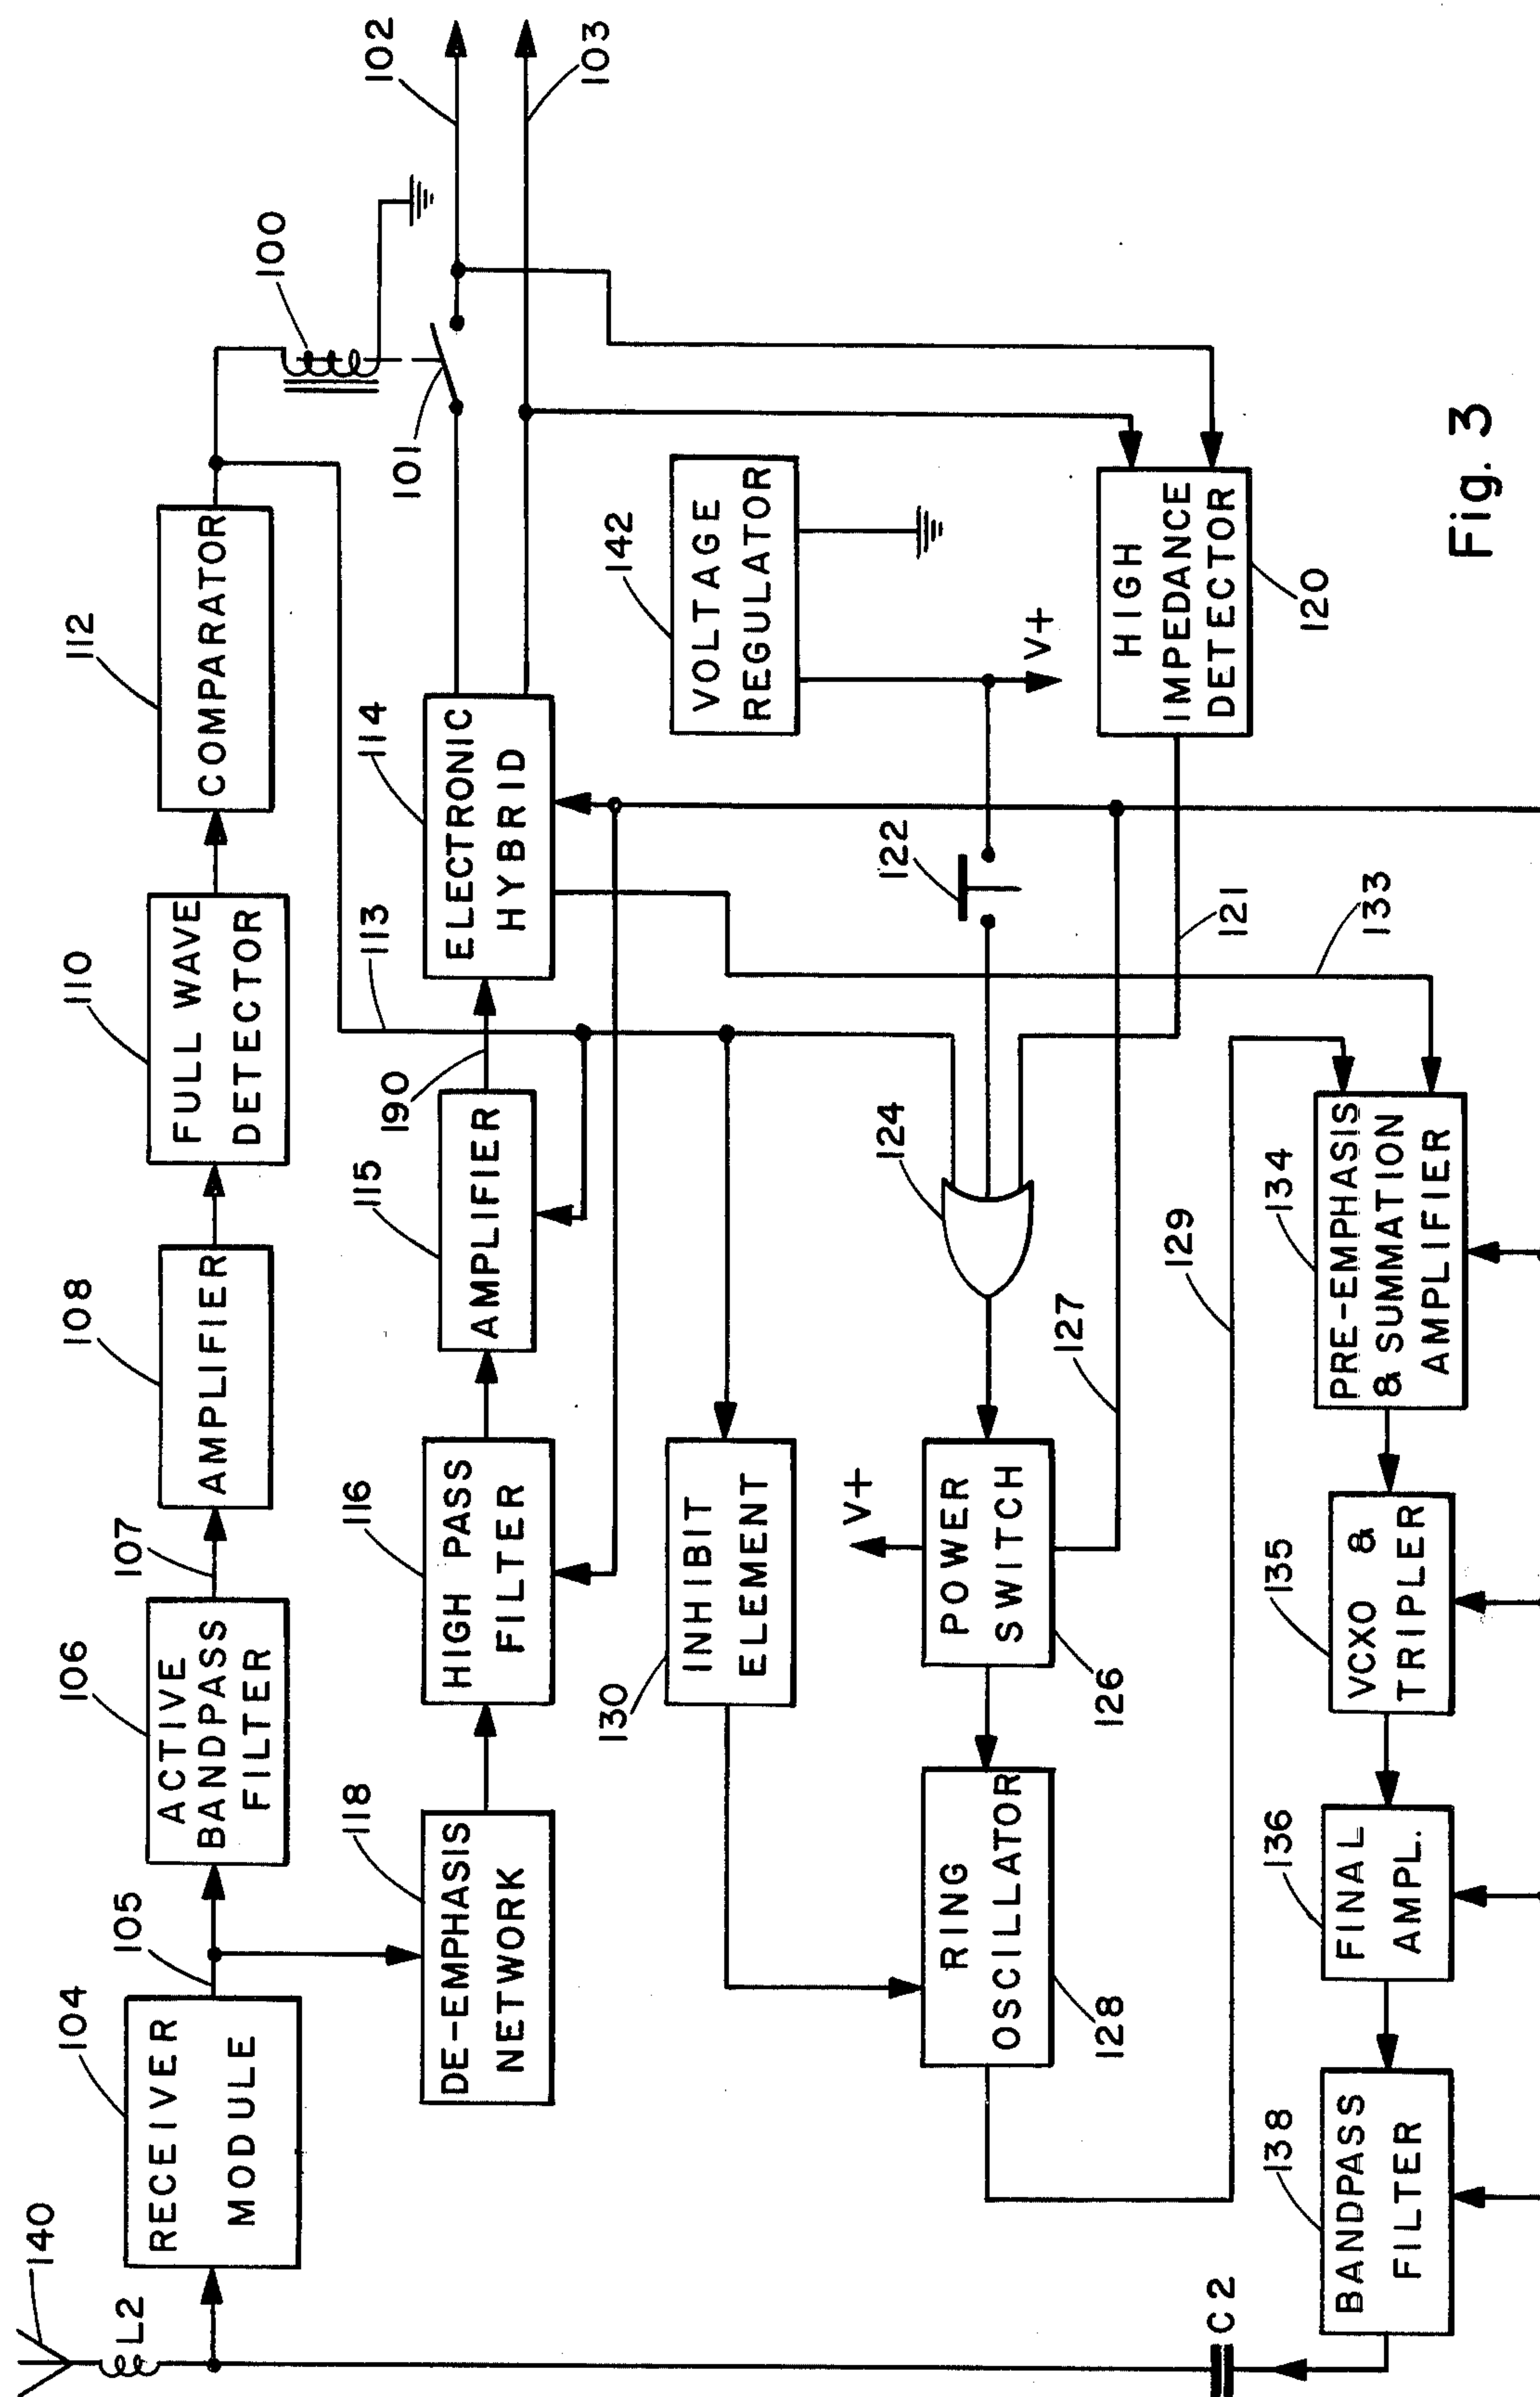 140
L2
104
RECEIVER
MODULE
105
106
ACTIVE
BANDPASS
FILTER
107
108
AMPLIFIER
110
FULL WAVE
DETECTOR
112
COMPARATOR
100
101
102
103
118
DE-EMPHASIS
NETWORK
116
HIGH PASS
FILTER
115
AMPLIFIER
190
113
114
ELECTRONIC
HYBRID
130
INHIBIT
ELEMENT
142
VOLTAGE
REGULATOR
V+
128
RING
OSCILLATOR
126
POWER
SWITCH
V+
127
124
122
121
120
HIGH
IMPEDANCE
DETECTOR
129
133
C2
138
BANDPASS
FILTER
136
FINAL
AMPL.
135
VCXO &
TRIPLER
134
PRE-EMPHASIS
& SUMMATION
AMPLIFIER
Fig. 3